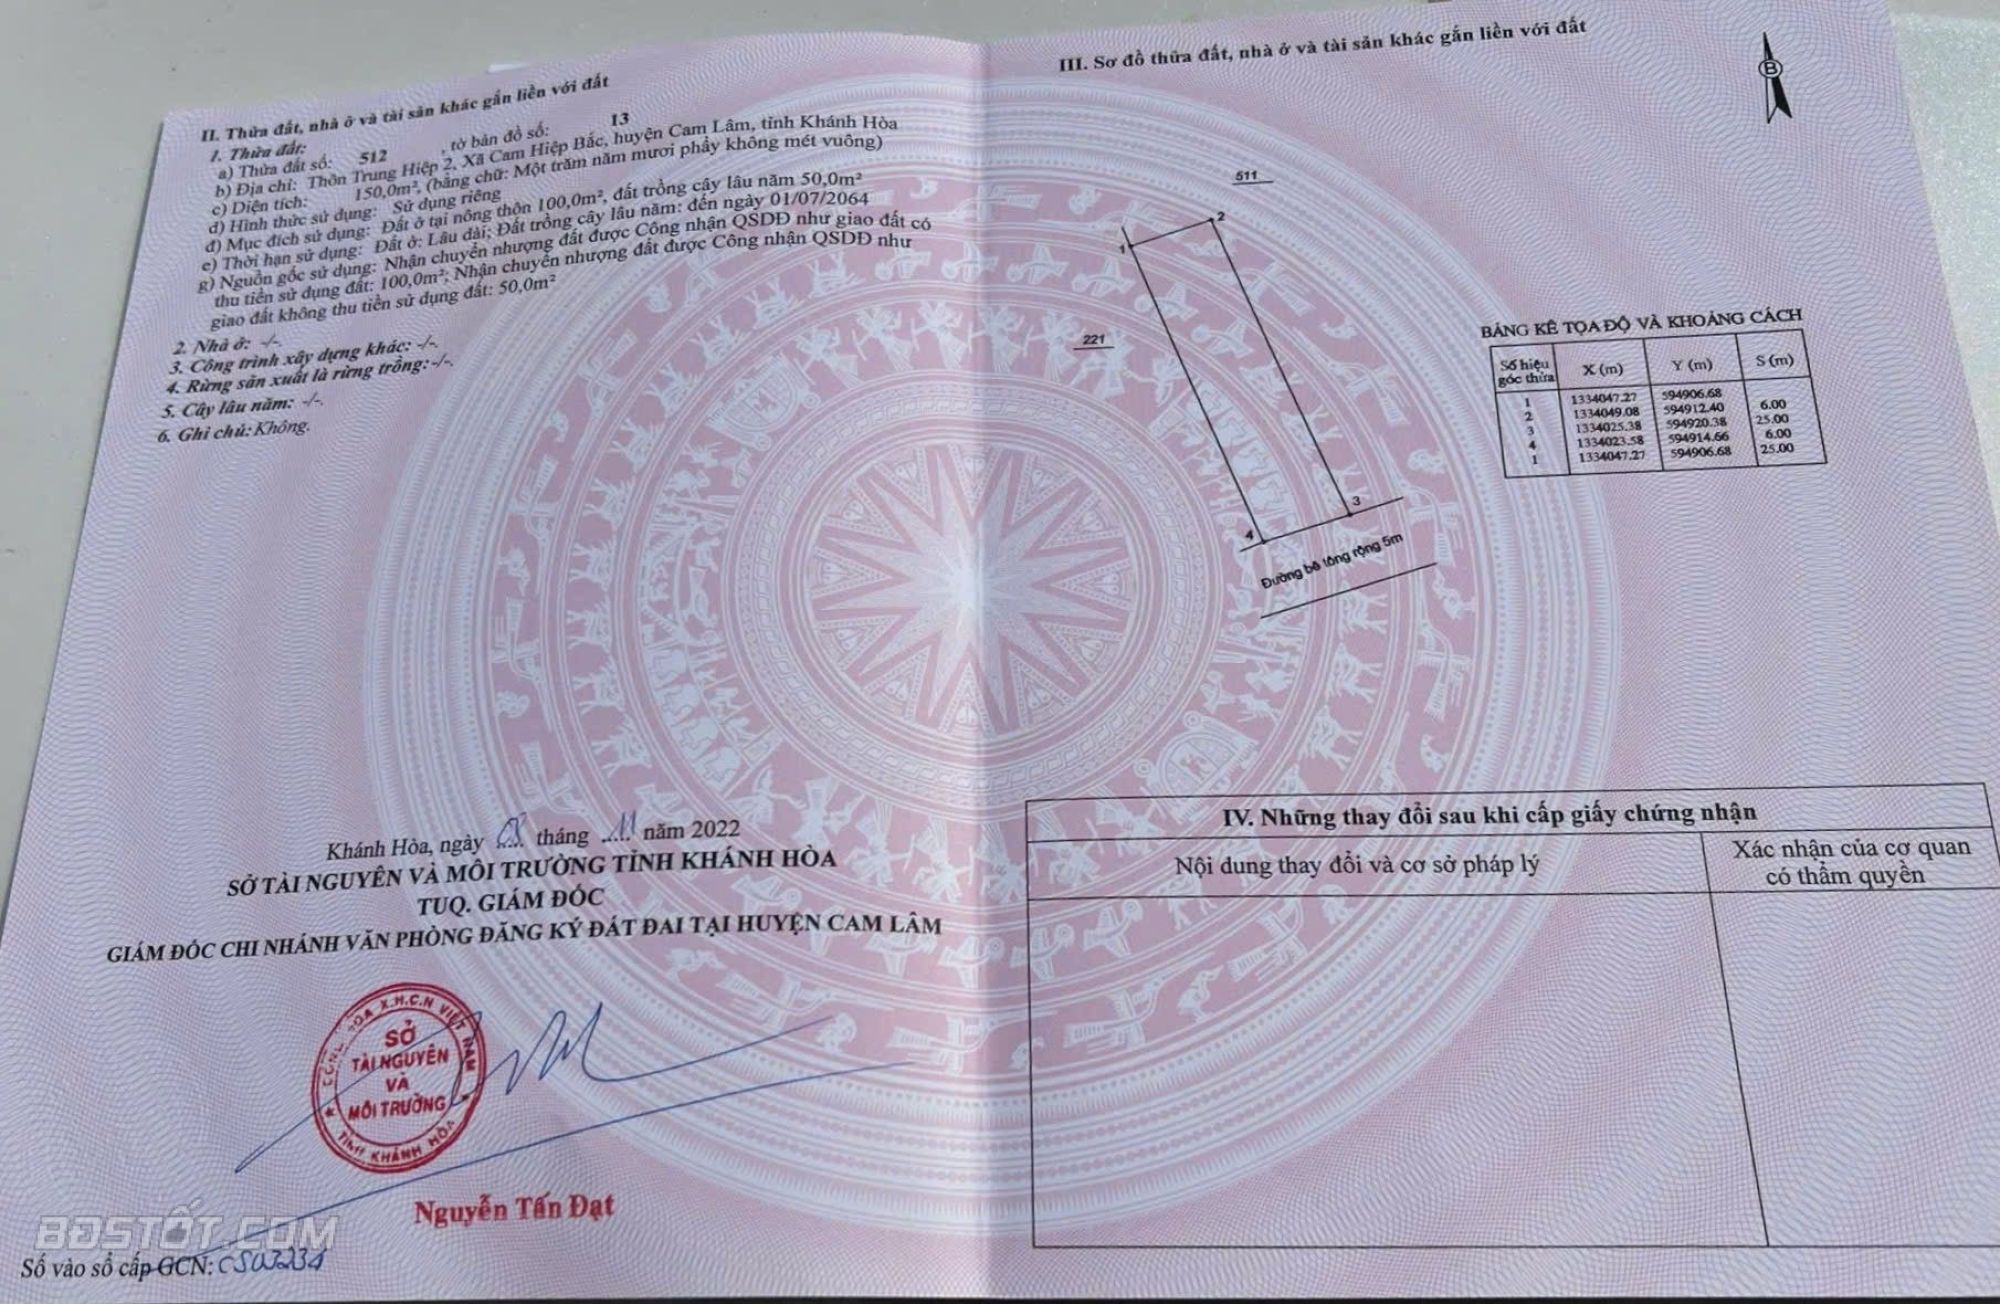 II. Thửa đất, nhà ở và tài sản khác gắn liền với đất
1. Thửa đất:
a) Thửa đất số: 512 , tờ bản đồ số: 13
b) Địa chỉ: Thôn Trung Hiệp 2, Xã Cam Hiệp Bắc, huyện Cam Lâm, tỉnh Khánh Hòa
c) Diện tích: 150,0m², (bằng chữ: Một trăm năm mươi phẩy không mét vuông)
d) Hình thức sử dụng: Sử dụng riêng
đ) Mục đích sử dụng: Đất ở tại nông thôn 100,0m², đất trồng cây lâu năm 50,0m²
e) Thời hạn sử dụng: Đất ở: Lâu dài; Đất trồng cây lâu năm: đến ngày 01/07/2064
g) Nguồn gốc sử dụng: Nhận chuyển nhượng đất được Công nhận QSDĐ như giao đất có
thu tiền sử dụng đất: 100,0m²; Nhận chuyển nhượng đất được Công nhận QSDĐ như
giao đất không thu tiền sử dụng đất: 50,0m²
2. Nhà ở: -/-.
3. Công trình xây dựng khác: -/-.
4. Rừng sản xuất là rừng trồng: -/-.
5. Cây lâu năm: -/-.
6. Ghi chú: Không.
Khánh Hòa, ngày 08 tháng 11 năm 2022
SỞ TÀI NGUYÊN VÀ MÔI TRƯỜNG TỈNH KHÁNH HÒA
TUQ. GIÁM ĐỐC
GIÁM ĐỐC CHI NHÁNH VĂN PHÒNG ĐĂNG KÝ ĐẤT ĐAI TẠI HUYỆN CAM LÂM
CỘNG HÒA X.H.C.N VIỆT NAM
SỞ
TÀI NGUYÊN
VÀ
MÔI TRƯỜNG
TỈNH KHÁNH HÒA
Nguyễn Tấn Đạt
BĐSTỐT.COM
Số vào sổ cấp GCN: CS03234
III. Sơ đồ thửa đất, nhà ở và tài sản khác gắn liền với đất
B
511
1
2
221
3
4
Đường bê tông rộng 5m
BẢNG KÊ TỌA ĐỘ VÀ KHOẢNG CÁCH
Số hiệu góc thửa X (m) Y (m) S (m)
1 1334047.27 594906.68
6.00
2 1334049.08 594912.40
25.00
3 1334025.38 594920.38
6.00
4 1334023.58 594914.66
25.00
1 1334047.27 594906.68
IV. Những thay đổi sau khi cấp giấy chứng nhận
Nội dung thay đổi và cơ sở pháp lý
Xác nhận của cơ quan
có thẩm quyền